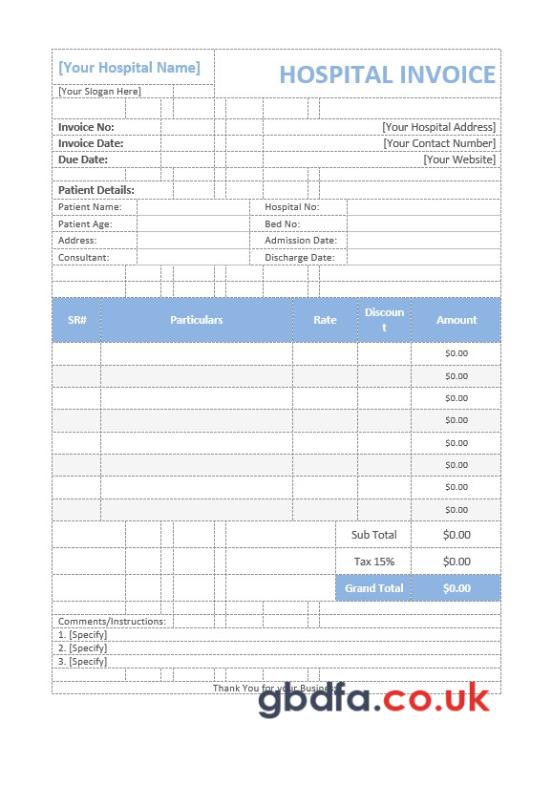 [Your Hospital Name]
HOSPITAL INVOICE
[Your Slogan Here]
Invoice No:
[Your Hospital Address]
Invoice Date:
[Your Contact Number]
Due Date:
[Your Website]
Patient Details:
Patient Name:
Hospital No:
Patient Age:
Bed No:
Address:
Admission Date:
Consultant:
Discharge Date:
SR# Particulars Rate Discoun
t Amount
$0.00
$0.00
$0.00
$0.00
$0.00
$0.00
$0.00
$0.00
Sub Total $0.00
Tax 15% $0.00
Grand Total $0.00
Comments/Instructions:
1. [Specify]
2. [Specify]
3. [Specify]
Thank You for your Business
gbdfa.co.uk